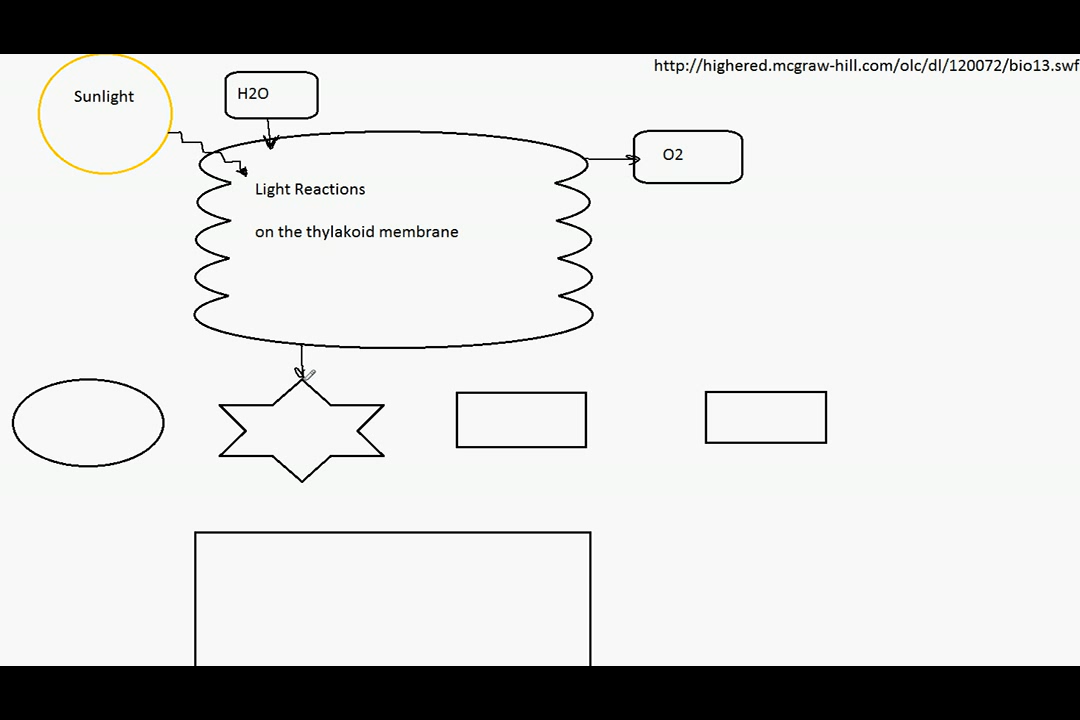 http://highered.mcgraw-hill.com/olc/dl/120072/bio13.swf
Sunlight
H2O
O2
Light Reactions
on the thylakoid membrane